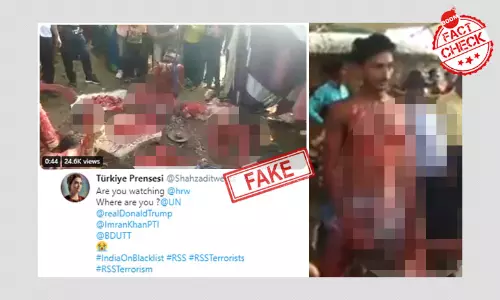 BOOM
FACT
CHECK
0:44 24.6K views
FAKE
Türkiye Prensesi @Shahzaditwe
Are you watching @hrw
Where are you ?@UN
@realDonaldTrump
@ImranKhanPTI
@BDUTT
#IndiaOnBlacklist #RSS #RSSTerrorists
#RSSTerrorism